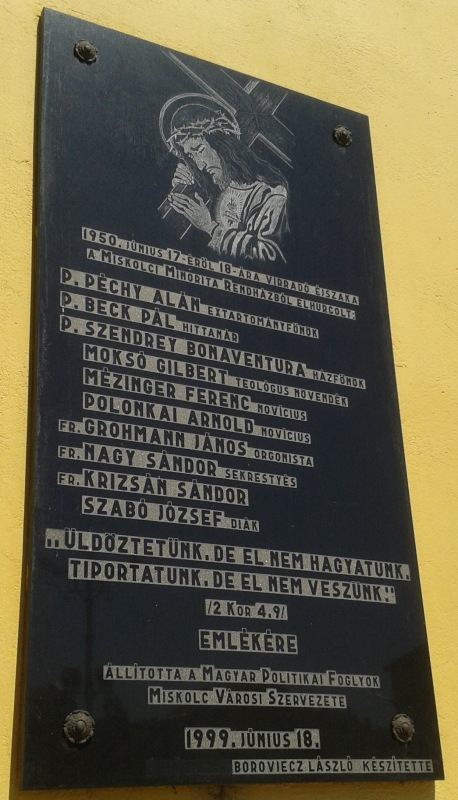 1950. JÚNIUS 17-ÉRŐL 18-ÁRA VIRRADÓ ÉJSZAKA
A MISKOLCI MINORITA RENDHÁZBÓL ELHURCOLT:
P. PÉCHY ALÁN EXTARTOMÁNYFŐNÖK
P. BECK PÁL HITTANÁR
P. SZENDREY BONAVENTURA HÁZFŐNÖK
MOKSÓ GILBERT TEOLÓGUS NÖVENDÉK
MÉZINGER FERENC NOVÍCIUS
POLONKAI ARNOLD NOVÍCIUS
FR. GROHMANN JÁNOS ORGONISTA
FR. NAGY SÁNDOR SEKRESTYÉS
FR. KRIZSÁN SÁNDOR
SZABÓ JÓZSEF DIÁK
„ÜLDÖZTETÜNK, DE EL NEM HAGYATUNK,
TIPORTATUNK, DE EL NEM VESZÜNK!"
/2 KOR 4,9/
EMLÉKÉRE
ÁLLÍTOTTA A MAGYAR POLITIKAI FOGLYOK
MISKOLC VÁROSI SZERVEZETE
1999. JÚNIUS 18.
BOROVIECZ LÁSZLÓ KÉSZÍTETTE